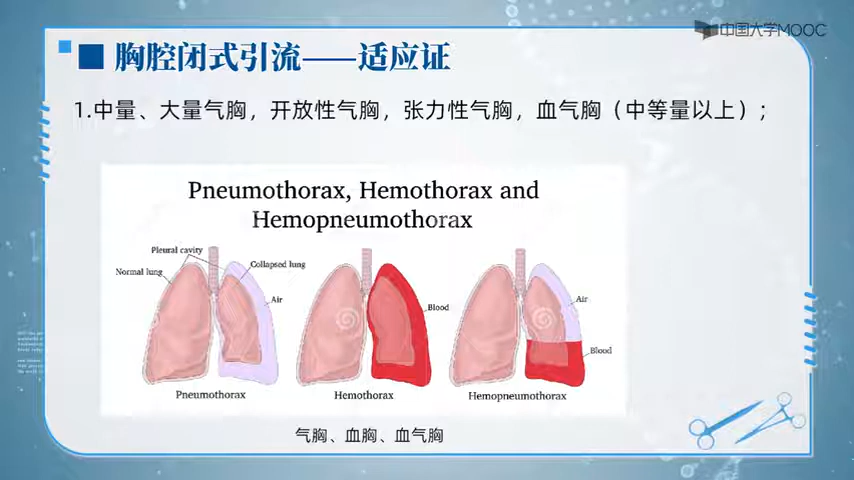 中国大学MOOC
胸腔闭式引流——适应证
1.中量、大量气胸，开放性气胸，张力性气胸，血气胸（中等量以上）；
Pneumothorax, Hemothorax and
Hemopneumothorax
Pleural cavity
Normal lung
Collapsed lung
Air
Blood
Air
Blood
Pneumothorax
Hemothorax
Hemopneumothorax
气胸、血胸、血气胸